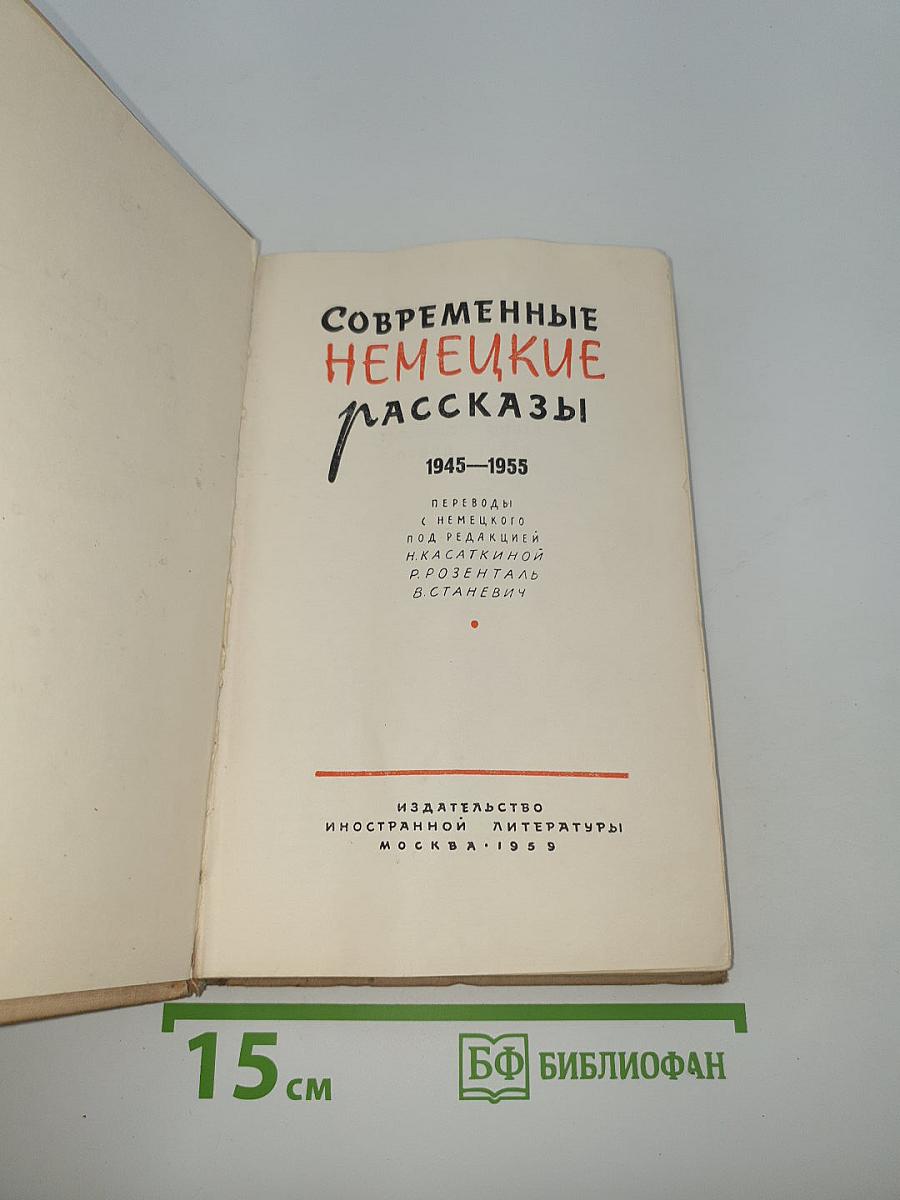 СОВРЕМЕННЫЕ
НЕМЕЦКИЕ
РАССКАЗЫ
1945—1955
ПЕРЕВОДЫ
С НЕМЕЦКОГО
ПОД РЕДАКЦИЕЙ
Н. КАСАТКИНОЙ
Р. РОЗЕНТАЛЬ
В. СТАНЕВИЧ
ИЗДАТЕЛЬСТВО
ИНОСТРАННОЙ ЛИТЕРАТУРЫ
МОСКВА · 1959
15 см
БФ БИБЛИОФАН